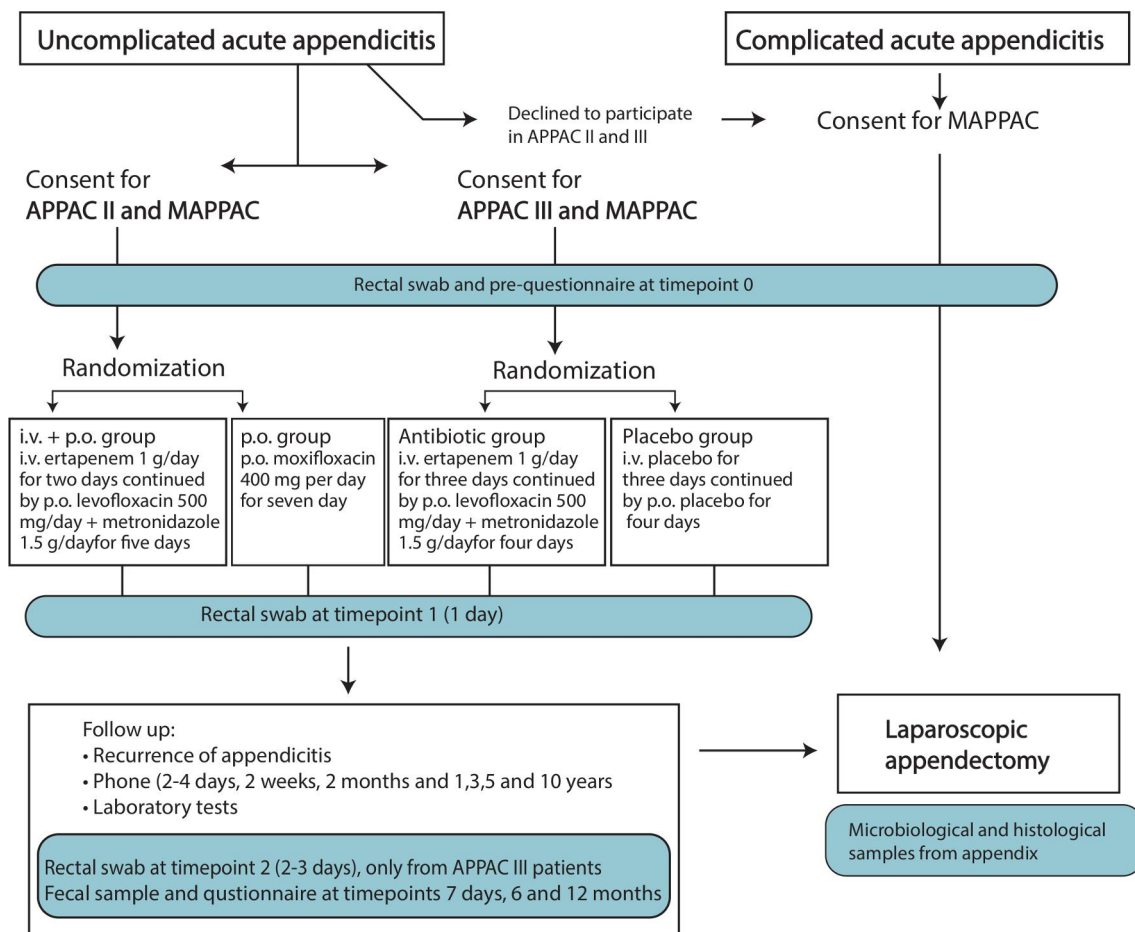 Uncomplicated acute appendicitis
Complicated acute appendicitis
Declined to participate
in APPAC II and III
Consent for MAPPAC
Consent for
APPAC II and MAPPAC
Consent for
APPAC III and MAPPAC
Rectal swab and pre-questionnaire at timepoint 0
Randomization
Randomization
i.v. + p.o. group
i.v. ertapenem 1 g/day
for two days continued
by p.o. levofloxacin 500
mg/day + metronidazole
1.5 g/dayfor five days
p.o. group
p.o. moxifloxacin
400 mg per day
for seven day
Antibiotic group
i.v. ertapenem 1 g/day
for three days continued
by p.o. levofloxacin 500
mg/day + metronidazole
1.5 g/dayfor four days
Placebo group
i.v. placebo for
three days continued
by p.o. placebo for
four days
Rectal swab at timepoint 1 (1 day)
Follow up:
• Recurrence of appendicitis
• Phone (2-4 days, 2 weeks, 2 months and 1,3,5 and 10 years
• Laboratory tests
Rectal swab at timepoint 2 (2-3 days), only from APPAC III patients
Fecal sample and qustionnaire at timepoints 7 days, 6 and 12 months
Laparoscopic
appendectomy
Microbiological and histological
samples from appendix